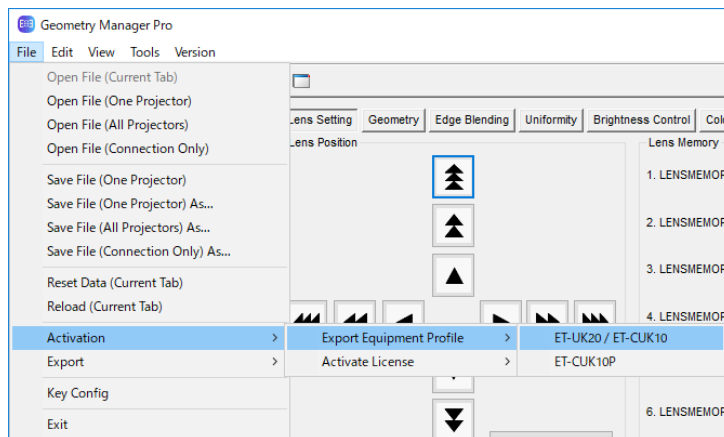 Geometry Manager Pro
File Edit View Tools Version
Open File (Current Tab)
Open File (One Projector)
Open File (All Projectors)
Open File (Connection Only)
Save File (One Projector)
Save File (One Projector) As...
Save File (All Projectors) As...
Save File (Connection Only) As...
Reset Data (Current Tab)
Reload (Current Tab)
Activation
Export
Key Config
Exit
Export Equipment Profile
Activate License
ET-UK20 / ET-CUK10
ET-CUK10P
Lens Setting Geometry Edge Blending Uniformity Brightness Control
Lens Position
Lens Memory
1. LENSMEMOR
2. LENSMEMOR
3. LENSMEMOR
4. LENSMEMOR
6. LENSMEMOR